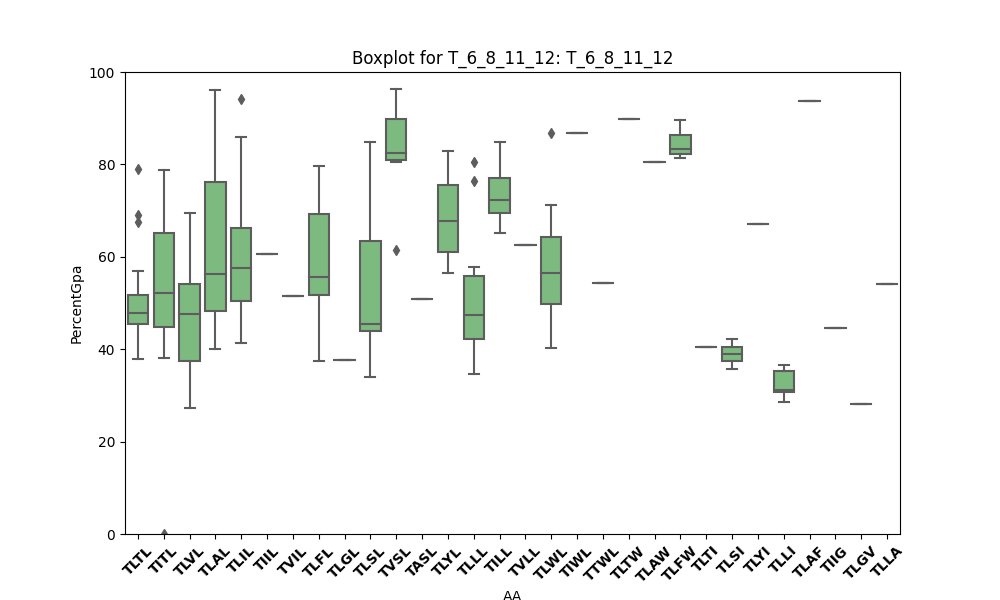 Boxplot for T_6_8_11_12: T_6_8_11_12
100
80
60
40
20
0
PercentGpa
TLTL TITL TLVL TLAL TLIL TIIL TVIL TLFL TLGL TLSL TVSL TASL TLYL TLLL TILL TVLL TLWL TIWL TTWL TLTW TLAW TLFW TLTI TLSI TLYI TLLI TLAF TIIG TLGV TLLA
AA